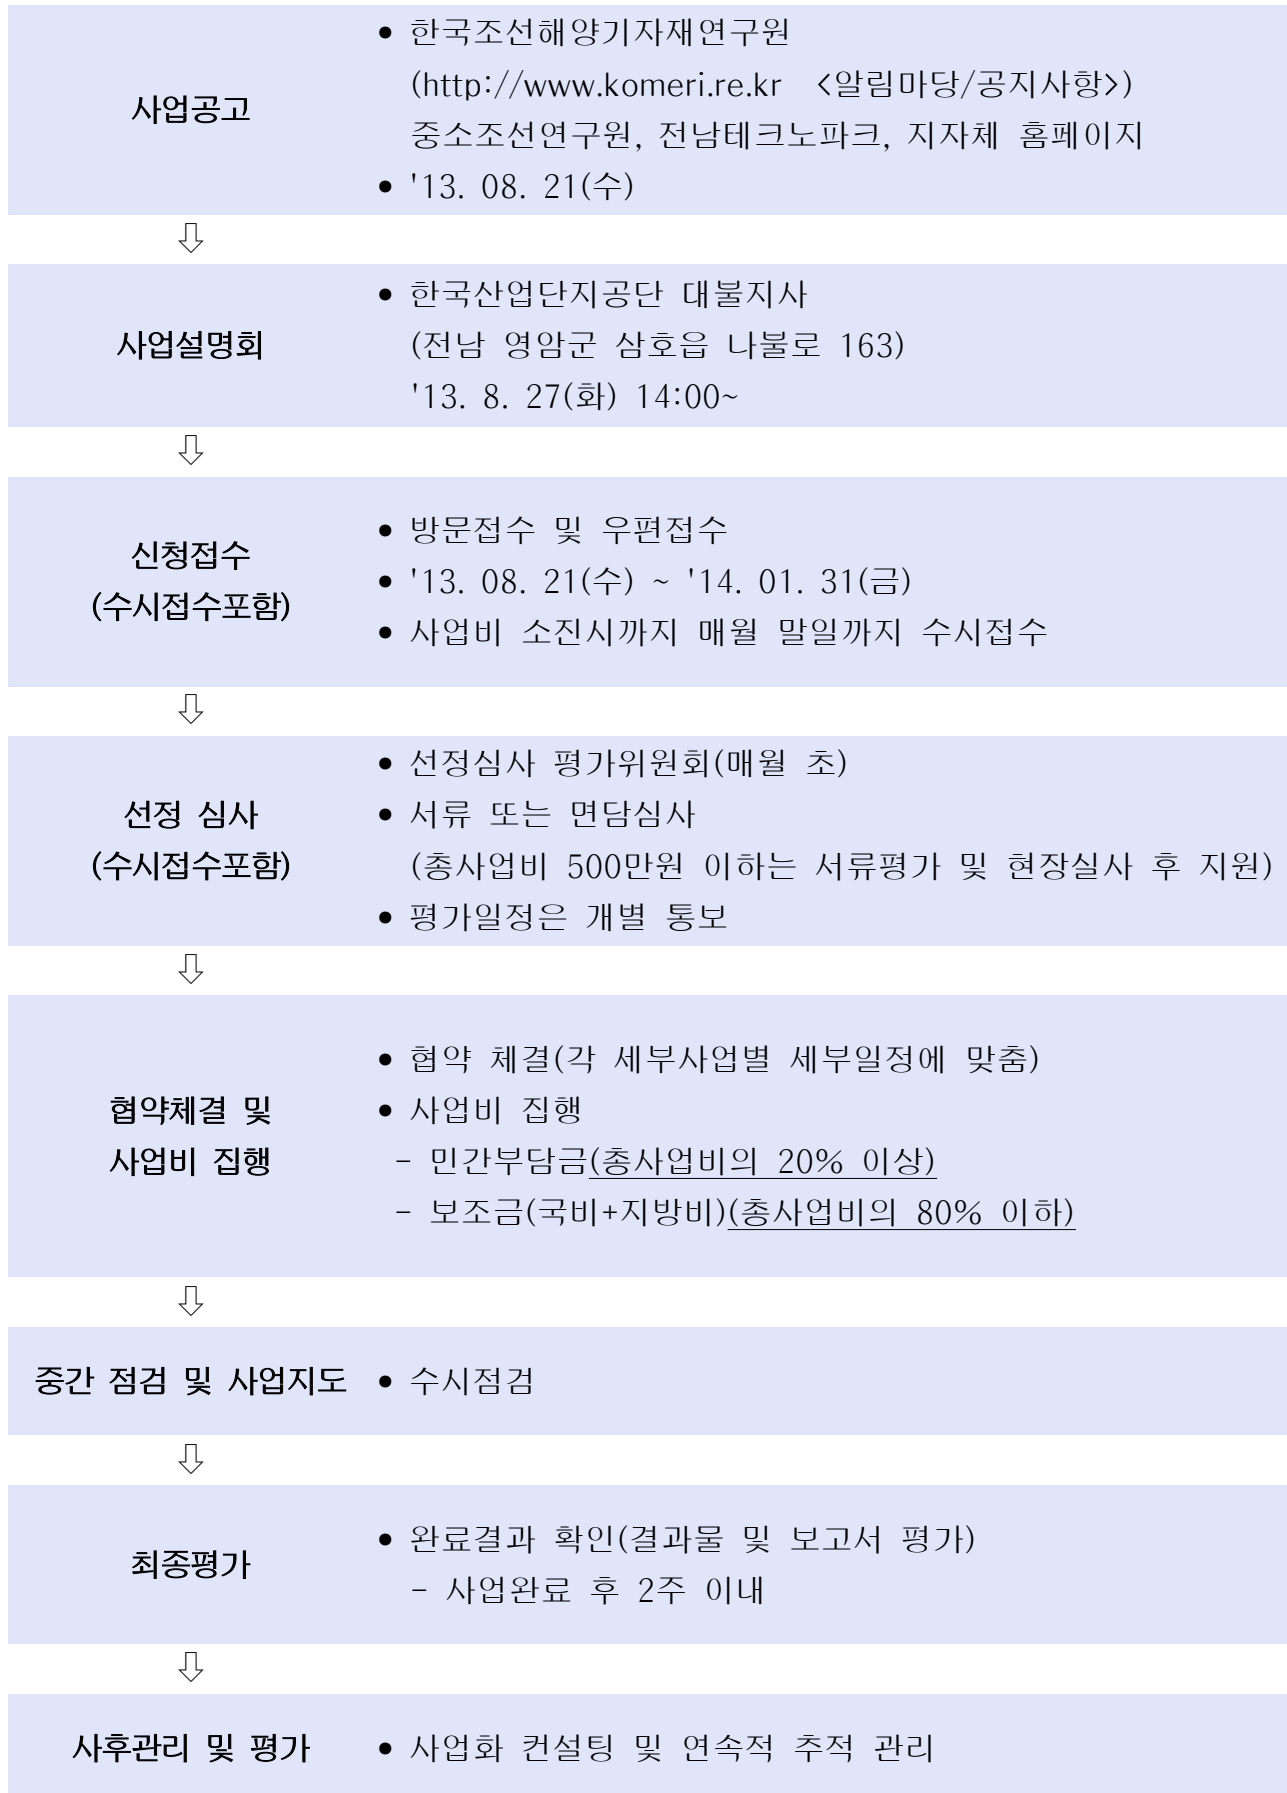 사업공고
• 한국조선해양기자재연구원
(http://www.komeri.re.kr <알림마당/공지사항>)
중소조선연구원, 전남테크노파크, 지자체 홈페이지
• '13. 08. 21(수)
⇩
사업설명회
• 한국산업단지공단 대불지사
(전남 영암군 삼호읍 나불로 163)
'13. 8. 27(화) 14:00~
⇩
신청접수
(수시접수포함)
• 방문접수 및 우편접수
• '13. 08. 21(수) ~ '14. 01. 31(금)
• 사업비 소진시까지 매월 말일까지 수시접수
⇩
선정 심사
(수시접수포함)
• 선정심사 평가위원회(매월 초)
• 서류 또는 면담심사
(총사업비 500만원 이하는 서류평가 및 현장실사 후 지원)
• 평가일정은 개별 통보
⇩
협약체결 및
사업비 집행
• 협약 체결(각 세부사업별 세부일정에 맞춤)
• 사업비 집행
- 민간부담금(총사업비의 20% 이상)
- 보조금(국비+지방비)(총사업비의 80% 이하)
⇩
중간 점검 및 사업지도
• 수시점검
⇩
최종평가
• 완료결과 확인(결과물 및 보고서 평가)
- 사업완료 후 2주 이내
⇩
사후관리 및 평가
• 사업화 컨설팅 및 연속적 추적 관리